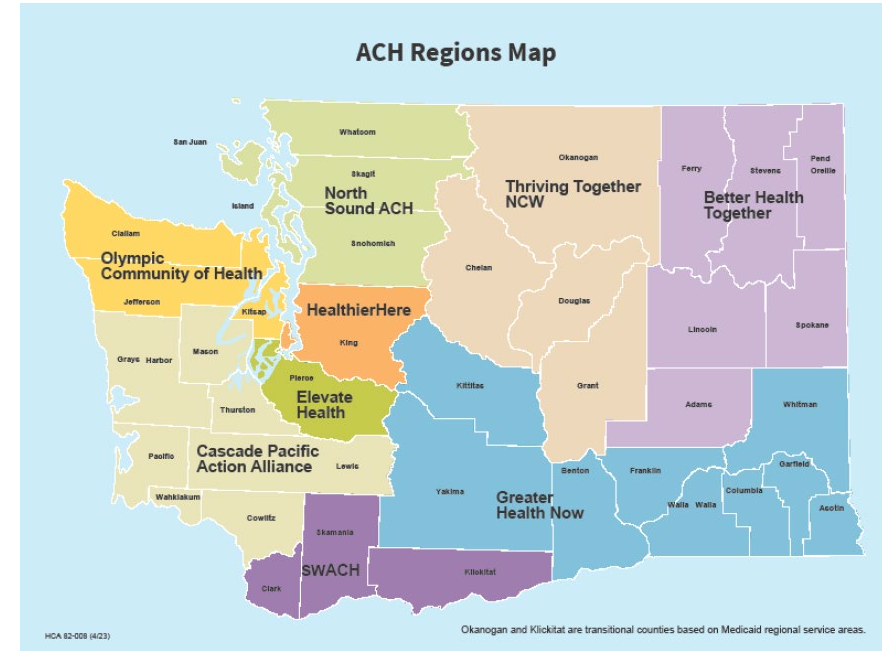 ACH Regions Map
Whatcom
San Juan
Skagit
North
Sound ACH
Island
Snohomish
Okanogan
Thriving Together
NCW
Chelan
Douglas
Grant
Ferry
Stevens
Pend
Oreille
Better Health
Together
Lincoln
Spokane
Adams
Clallam
Olympic
Community of Health
Jefferson
Kitsap
HealthierHere
King
Grays Harbor
Mason
Pierce
Elevate
Health
Thurston
Kittitas
Whitman
Pacific
Cascade Pacific
Action Alliance
Lewis
Wahkiakum
Cowlitz
Yakima
Greater
Health Now
Benton
Franklin
Walla Walla
Columbia
Garfield
Asotin
Skamania
SWACH
Clark
Klickitat
HCA 82-008 (4/23)
Okanogan and Klickitat are transitional counties based on Medicaid regional service areas.